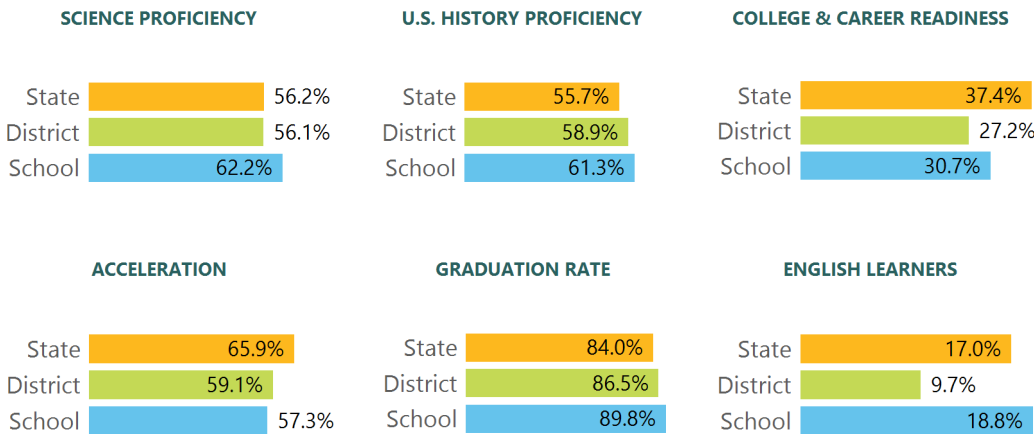 SCIENCE PROFICIENCY
State 56.2%
District 56.1%
School 62.2%
U.S. HISTORY PROFICIENCY
State 55.7%
District 58.9%
School 61.3%
COLLEGE & CAREER READINESS
State 37.4%
District 27.2%
School 30.7%
ACCELERATION
State 65.9%
District 59.1%
School 57.3%
GRADUATION RATE
State 84.0%
District 86.5%
School 89.8%
ENGLISH LEARNERS
State 17.0%
District 9.7%
School 18.8%